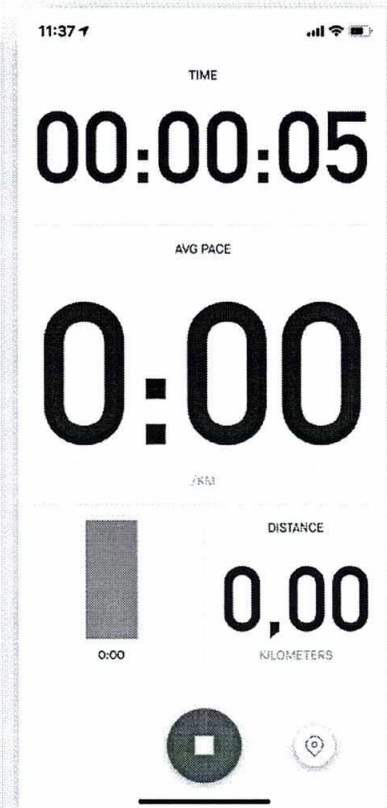 11:37
TIME
00:00:05
AVG PACE
0:00
/KM
0:00
DISTANCE
0,00
KILOMETERS